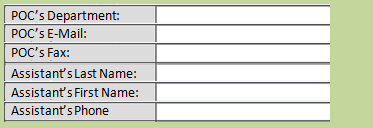 POC's Department:
POC's E-Mail:
POC's Fax:
Assistant's Last Name:
Assistant's First Name:
Assistant's Phone